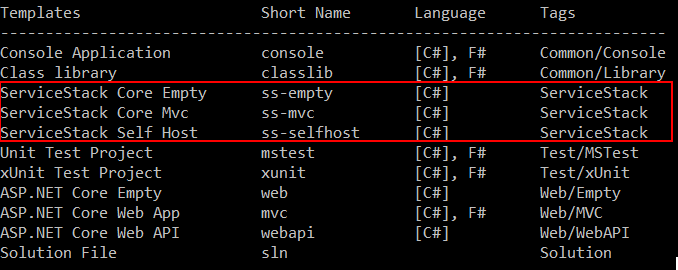 Templates Short Name Language Tags
--------------------------------------------------------------------------------
Console Application console [C#], F# Common/Console
Class library classlib [C#], F# Common/Library
ServiceStack Core Empty ss-empty [C#] ServiceStack
ServiceStack Core Mvc ss-mvc [C#] ServiceStack
ServiceStack Self Host ss-selfhost [C#] ServiceStack
Unit Test Project mstest [C#], F# Test/MSTest
xUnit Test Project xunit [C#], F# Test/xUnit
ASP.NET Core Empty web [C#] Web/Empty
ASP.NET Core Web App mvc [C#], F# Web/MVC
ASP.NET Core Web API webapi [C#] Web/WebAPI
Solution File sln Solution